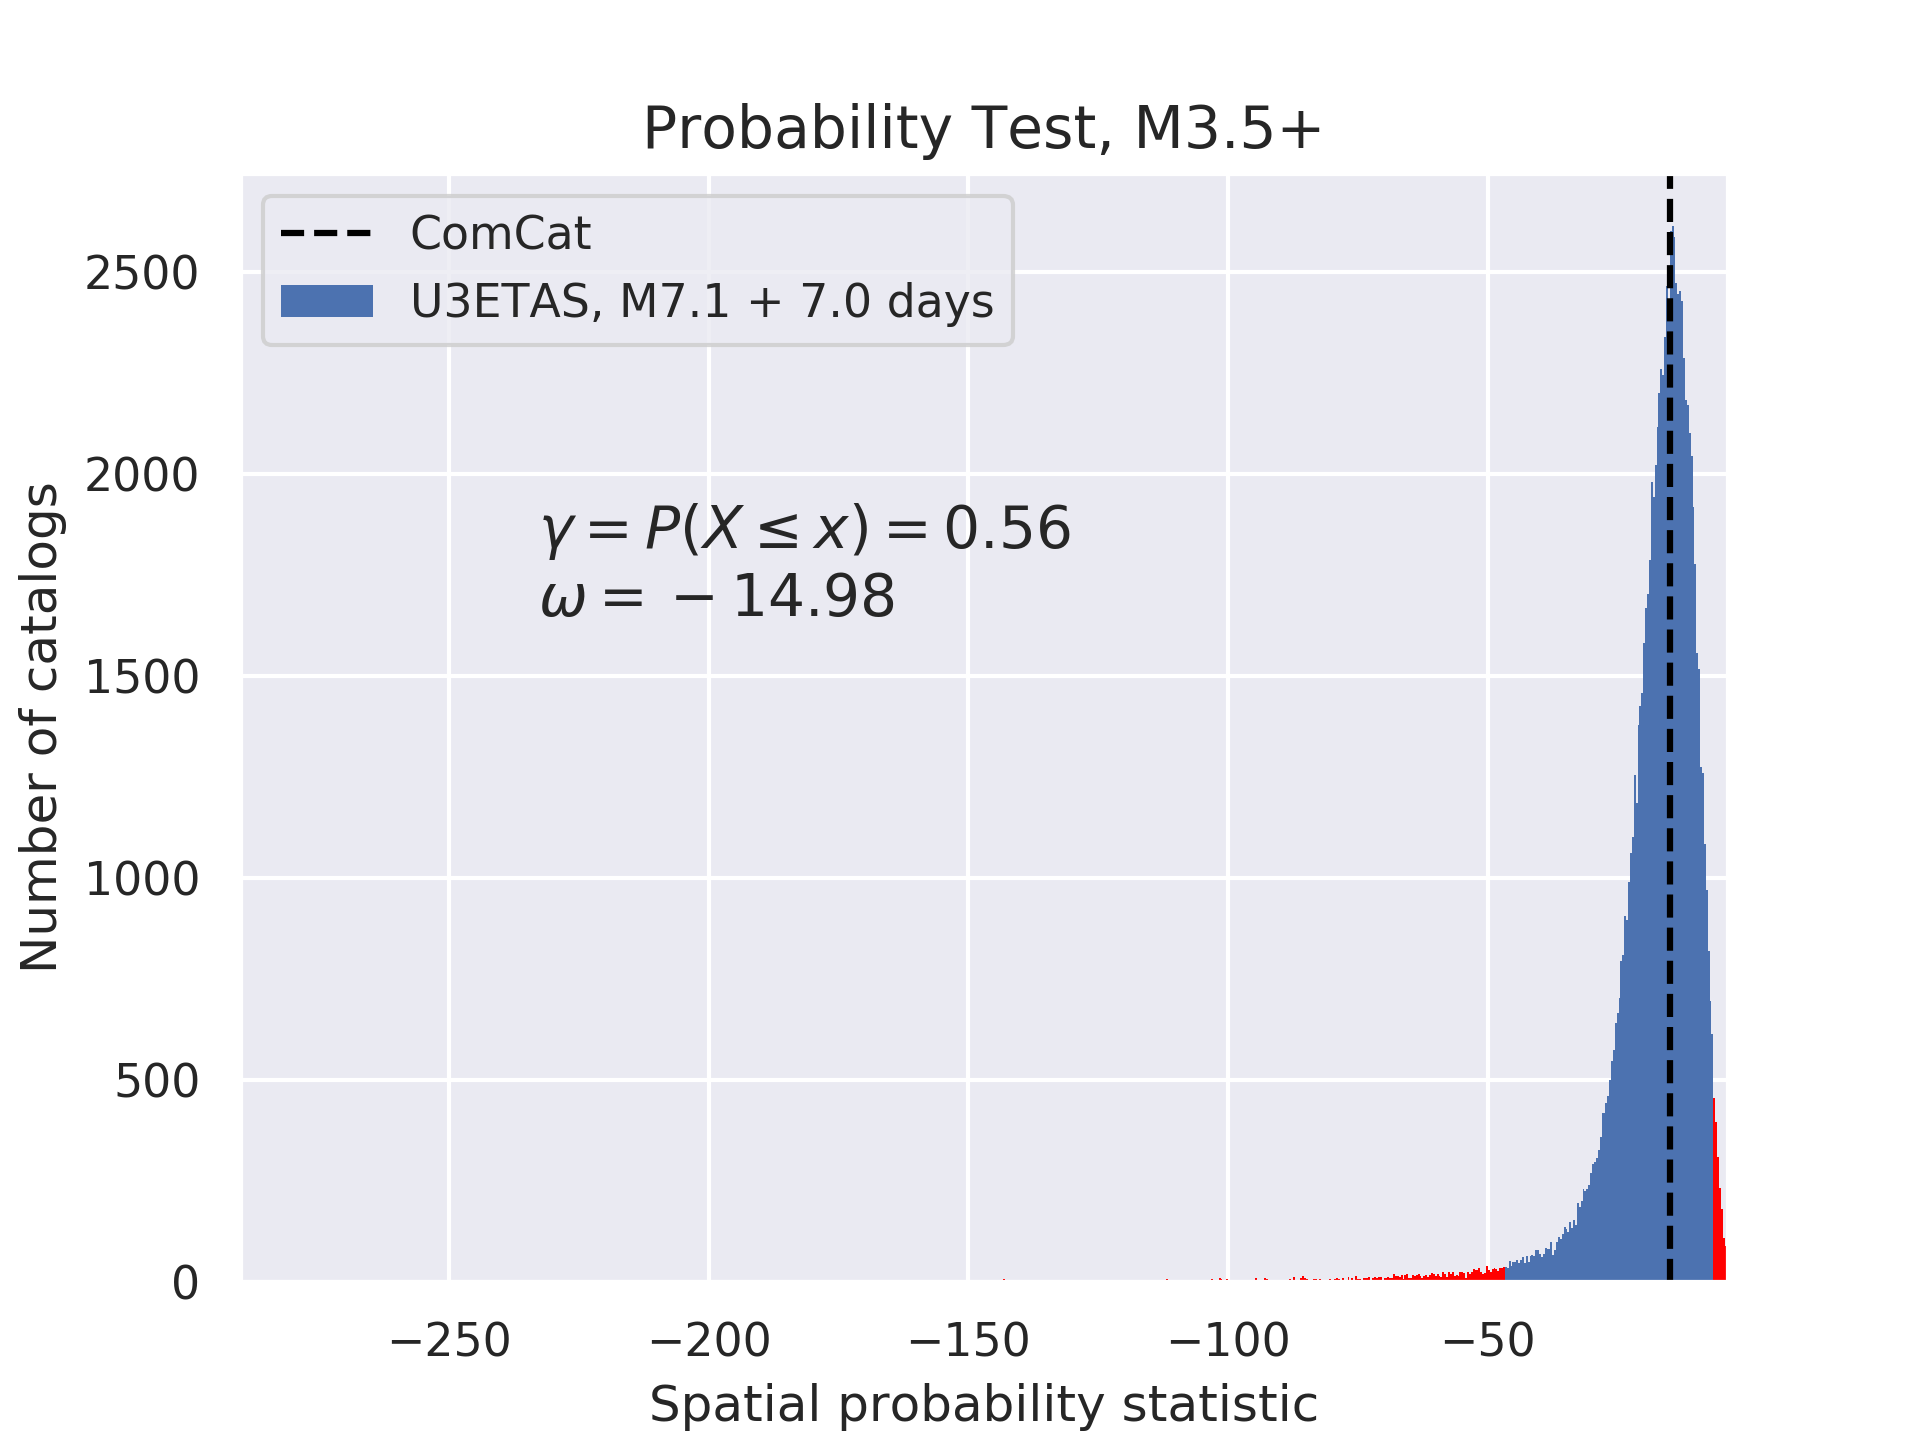 Probability Test, M3.5+
ComCat
U3ETAS, M7.1 + 7.0 days
γ = P(X ≤ x) = 0.56
ω = −14.98
Number of catalogs
2500
2000
1500
1000
500
0
−250 −200 −150 −100 −50
Spatial probability statistic